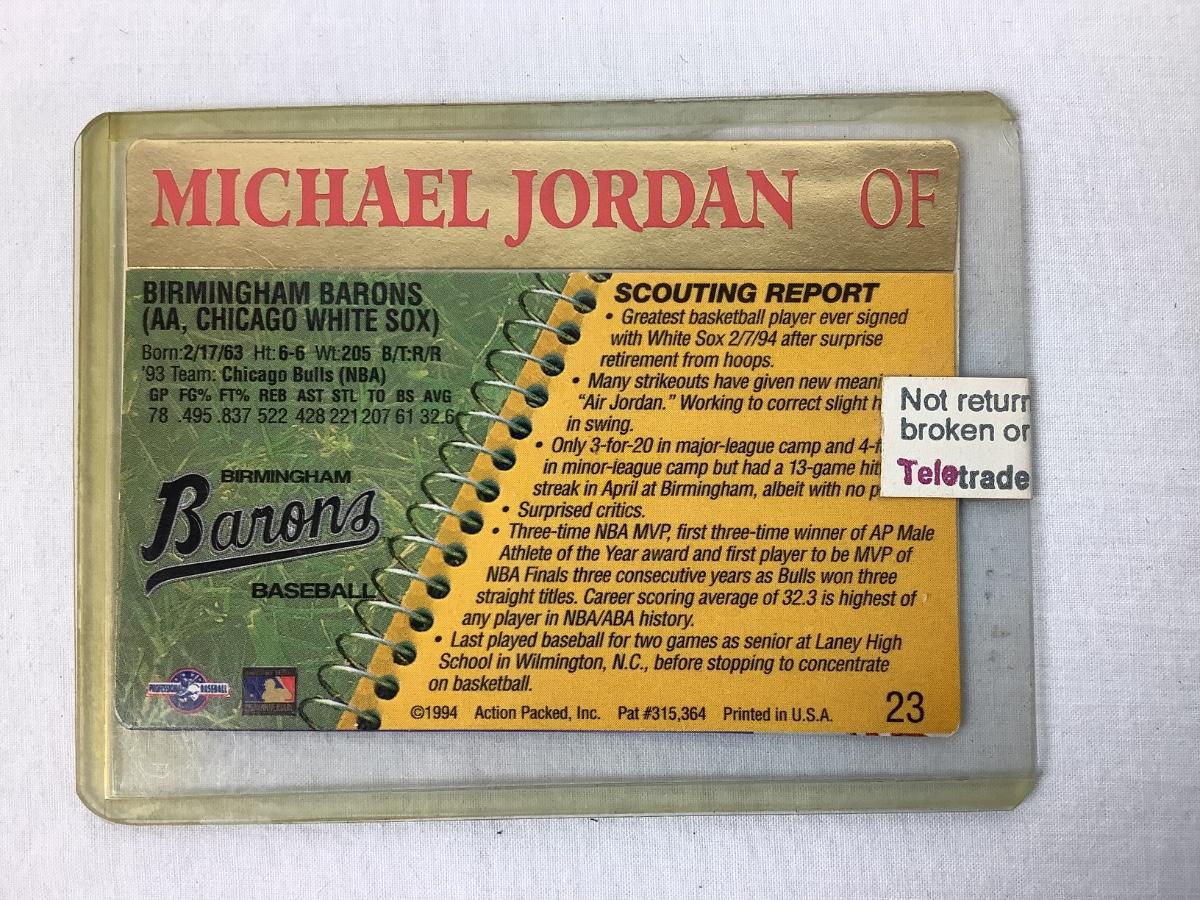 MICHAEL JORDAN OF
BIRMINGHAM BARONS
(AA, CHICAGO WHITE SOX)
Born:2/17/63 Ht:6-6 Wt:205 B/T:R/R
'93 Team: Chicago Bulls (NBA)
GP FG% FT% REB AST STL TO BS AVG
78 .495 .837 522 428 221 207 61 32.6
BIRMINGHAM
Barons
BASEBALL
PROFESSIONAL BASEBALL
SCOUTING REPORT
• Greatest basketball player ever signed
with White Sox 2/7/94 after surprise
retirement from hoops.
• Many strikeouts have given new
"Air Jordan." Working to correct slight
in swing.
• Only 3-for-20 in major-league camp and
in minor-league camp but had a 13-game
streak in April at Birmingham, albeit with no
• Surprised critics.
• Three-time NBA MVP, first three-time winner of AP Male
Athlete of the Year award and first player to be MVP of
NBA Finals three consecutive years as Bulls won three
straight titles. Career scoring average of 32.3 is highest of
any player in NBA/ABA history.
• Last played baseball for two games as senior at Laney High
School in Wilmington, N.C., before stopping to concentrate
on basketball.
©1994 Action Packed, Inc. Pat #315,364 Printed in U.S.A. 23
Not return
broken or
Teletrade